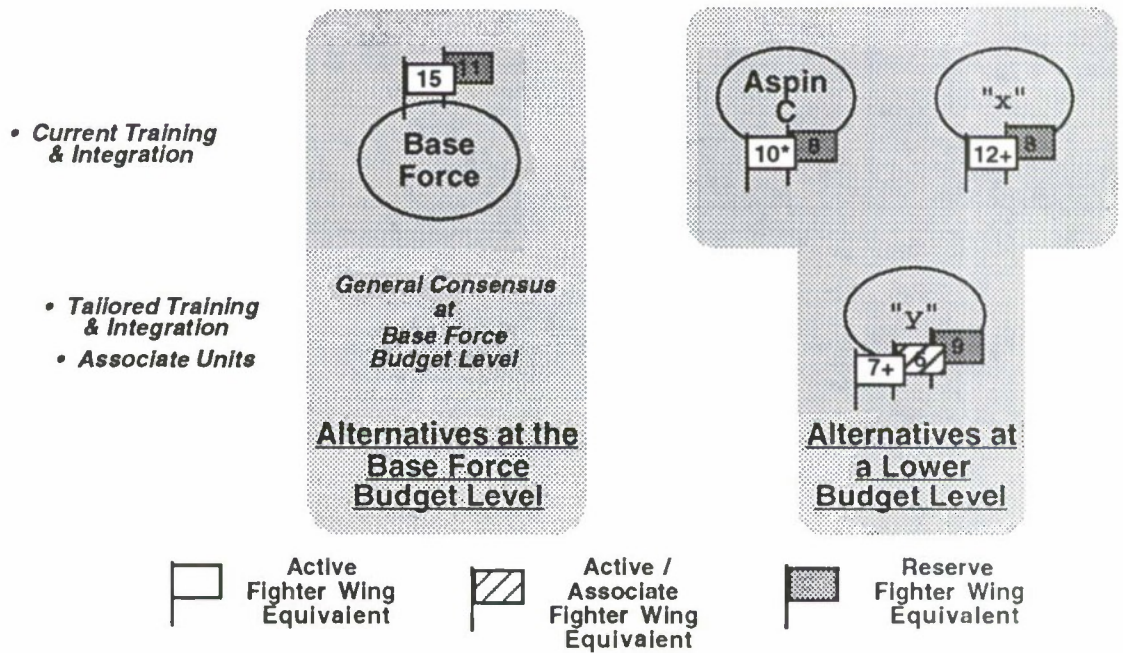 15
11
Base
Force
Aspin
C
10*
8
"x"
12+
8
• Current Training
& Integration
• Tailored Training
& Integration
• Associate Units
General Consensus
at
Base Force
Budget Level
"y"
7+
6
9
Alternatives at the
Base Force
Budget Level
Alternatives at
a Lower
Budget Level
Active
Fighter Wing
Equivalent
Active /
Associate
Fighter Wing
Equivalent
Reserve
Fighter Wing
Equivalent